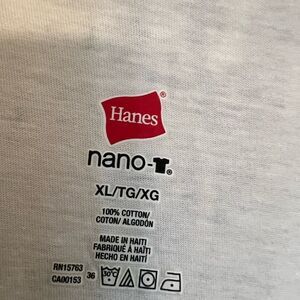 Hanes®
nano-T®
XL/TG/XG
100% COTTON/
COTON/ ALGODÓN
MADE IN HAITI
FABRIQUÉ À HAÏTI
HECHO EN HAITÍ
RN15763
CA00153 36